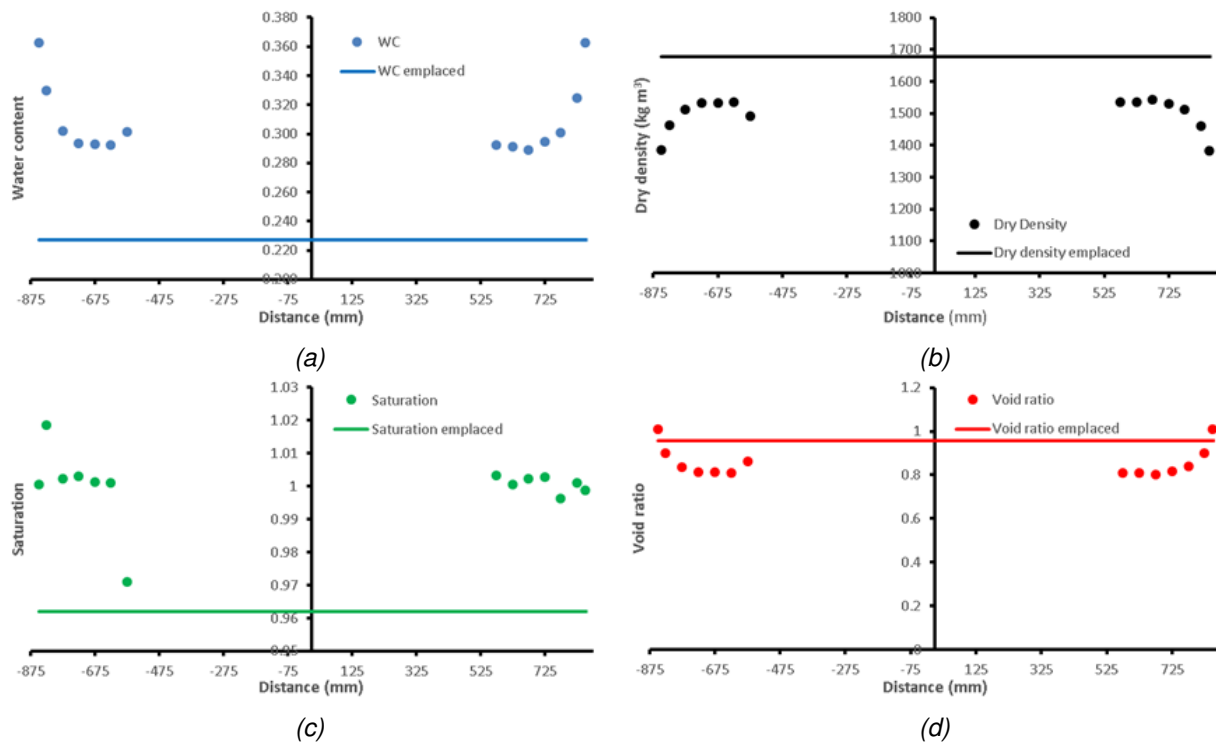 0.380
0.360
0.340
0.320
0.300
0.280
0.260
0.240
0.220
0.200
Water content
WC
WC emplaced
-875 -675 -475 -275 -75 125 325 525 725
Distance (mm)
(a)
1800
1700
1600
1500
1400
1300
1200
1100
1000
Dry density (kg m³)
Dry Density
Dry density emplaced
-875 -675 -475 -275 -75 125 325 525 725
Distance (mm)
(b)
1.03
1.02
1.01
1
0.99
0.98
0.97
0.96
0.95
Saturation
Saturation
Saturation emplaced
-875 -675 -475 -275 -75 125 325 525 725
Distance (mm)
(c)
1.2
1
0.8
0.6
0.4
0.2
0
Void ratio
Void ratio
Void ratio emplaced
-875 -675 -475 -275 -75 125 325 525 725
Distance (mm)
(d)